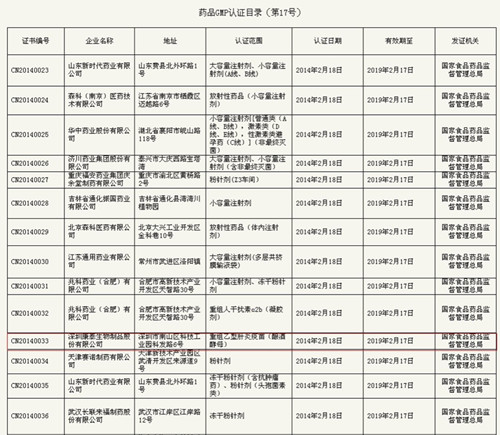 药品GMP认证目录（第17号）
证书编号 企业名称 地址 认证范围 认证日期 有效期至 发证机关
CN20140023 山东新时代药业有限公司 山东费县北外环路1号 大容量注射剂、小容量注射剂(A线、B线) 2014年2月18日 2019年2月17日 国家食品药品监督管理总局
CN20140024 森科（南京）医药技术有限公司 江苏省南京市栖霞区迈越路6号 放射性药品（小容量注射剂） 2014年2月18日 2019年2月17日 国家食品药品监督管理总局
CN20140025 华中药业股份有限公司 湖北省襄阳市岘山路118号 小容量注射剂[普通类（A线、B线），激素类（D线、E线），性激素类避孕药（C线）]（非最终灭菌） 2014年2月18日 2019年2月17日 国家食品药品监督管理总局
CN20140026 济川药业集团股份有限公司 泰兴市大庆西路宝塔湾 大容量注射剂、小容量注射剂（含非最终灭菌） 2014年2月18日 2019年2月17日 国家食品药品监督管理总局
CN20140027 重庆福安药业集团庆余堂制药有限公司 重庆市渝北区黄杨路2号 粉针剂(I3车间) 2014年2月18日 2019年2月17日 国家食品药品监督管理总局
CN20140028 吉林省通化振国药业有限公司 吉林省通化县湾湾川植物园 小容量注射剂 2014年2月18日 2019年2月17日 国家食品药品监督管理总局
CN20140029 北京森科医药有限公司 北京大兴工业开发区金科巷10号 放射性药品（体内注射剂） 2014年2月18日 2019年2月17日 国家食品药品监督管理总局
CN20140030 江苏通用药业有限公司 常州市武进区洛阳镇 大容量注射剂(多层共挤膜输液袋) 2014年2月18日 2019年2月17日 国家食品药品监督管理总局
CN20140031 兆科药业（合肥）有限公司 合肥市高新技术产业开发区天智路30号 小容量注射剂、冻干粉针剂 2014年2月18日 2019年2月17日 国家食品药品监督管理总局
CN20140032 兆科药业（合肥）有限公司 合肥市高新技术产业开发区天智路30号 重组人干扰素α2b（凝胶剂） 2014年2月18日 2019年2月17日 国家食品药品监督管理总局
CN20140033 深圳康泰生物制品股份有限公司 深圳市南山区科技工业园科发路6号 重组乙型肝炎疫苗（酿酒酵母） 2014年2月18日 2019年2月17日 国家食品药品监督管理总局
CN20140034 天津赛诺制药有限公司 天津新技术产业园区武清开发区来源道9号 粉针剂 2014年2月18日 2019年2月17日 国家食品药品监督管理总局
CN20140035 山东新时代药业有限公司 山东费县北外环路1号 冻干粉针剂（含抗肿瘤药）、粉针剂（头孢菌素类） 2014年2月18日 2019年2月17日 国家食品药品监督管理总局
CN20140036 武汉长联来福制药股份有限公司 武汉市江岸区江岸路12号 冻干粉针剂 2014年2月18日 2019年2月17日 国家食品药品监督管理总局